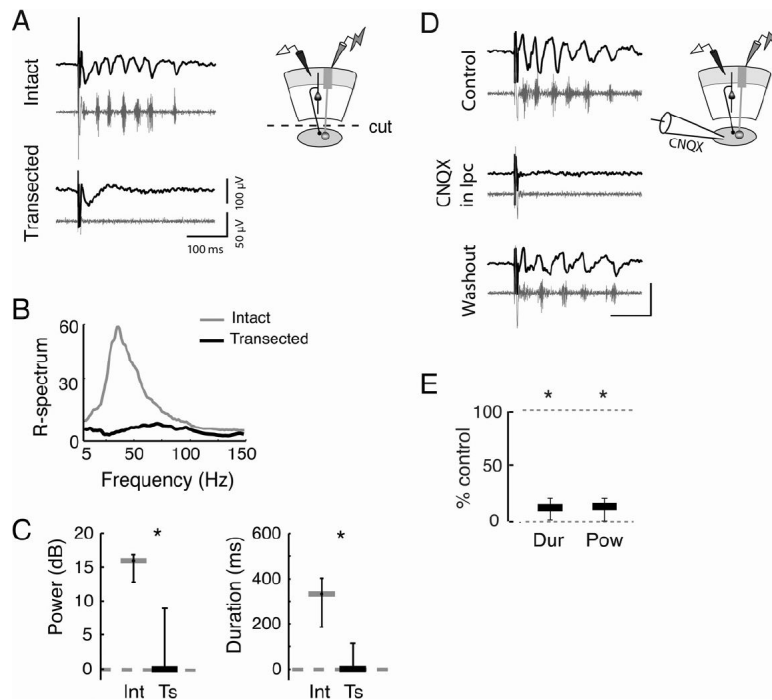 A
Intact
Transected
100 µV
50 µV
100 ms
cut
B
R-spectrum
60
30
0
5
50
100
150
Frequency (Hz)
Intact
Transected
C
Power (dB)
20
15
10
5
0
*
Int
Ts
Duration (ms)
600
400
200
0
*
Int
Ts
D
Control
CNQX
in Ipc
Washout
CNQX
E
% control
100
50
0
*
*
Dur
Pow